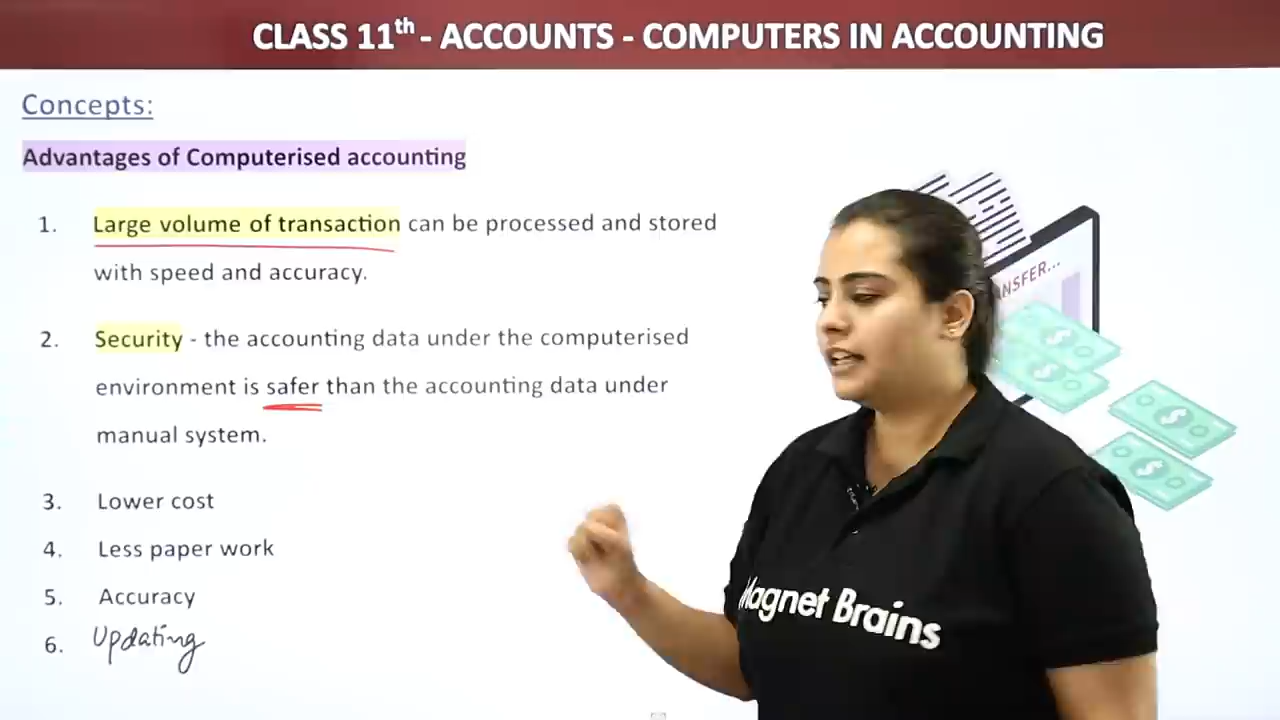 CLASS 11th - ACCOUNTS - COMPUTERS IN ACCOUNTING
Concepts:
Advantages of Computerised accounting
1. Large volume of transaction can be processed and stored
with speed and accuracy.
2. Security - the accounting data under the computerised
environment is safer than the accounting data under
manual system.
3. Lower cost
4. Less paper work
5. Accuracy
6. Updating
NSFER...
Magnet Brains